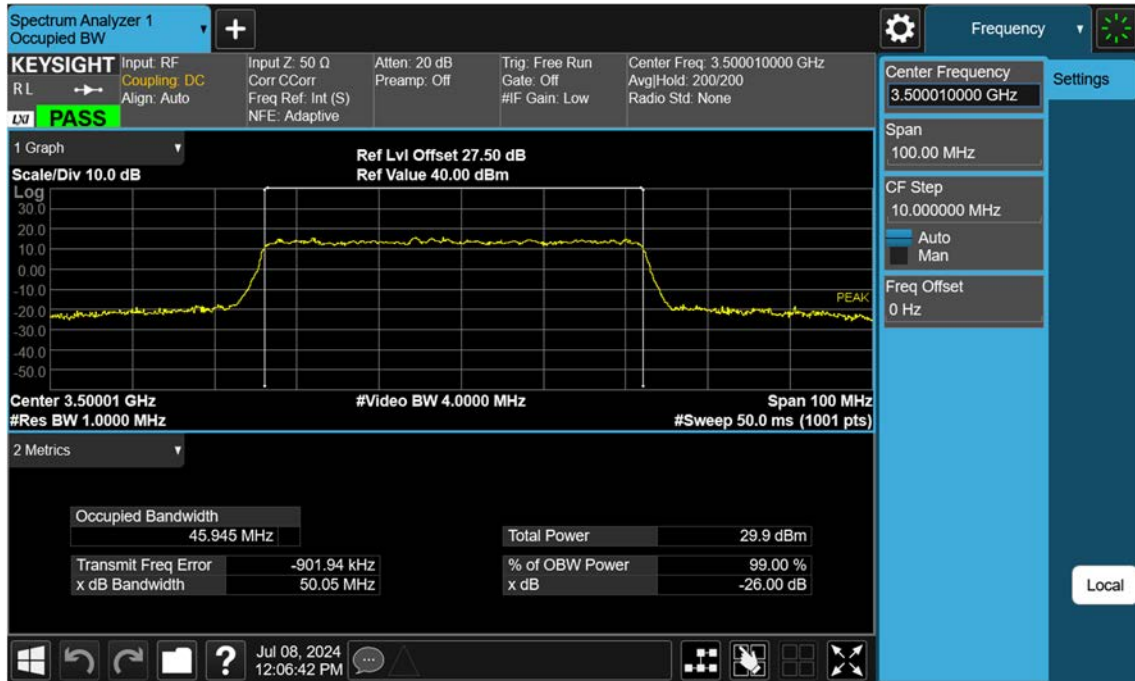 Spectrum Analyzer 1
Occupied BW
+
Frequency
KEYSIGHT
R L
LXI
PASS
Input: RF
Coupling: DC
Align: Auto
Input Z: 50 Ω
Corr CCorr
Freq Ref: Int (S)
NFE: Adaptive
Atten: 20 dB
Preamp: Off
Trig: Free Run
Gate: Off
#IF Gain: Low
Center Freq: 3.500010000 GHz
Avg|Hold: 200/200
Radio Std: None
1 Graph
Scale/Div 10.0 dB
Ref Lvl Offset 27.50 dB
Ref Value 40.00 dBm
Log
30.0
20.0
10.0
0.00
-10.0
-20.0
-30.0
-40.0
-50.0
PEAK
Center 3.50001 GHz
#Res BW 1.0000 MHz
#Video BW 4.0000 MHz
Span 100 MHz
#Sweep 50.0 ms (1001 pts)
2 Metrics
Occupied Bandwidth
45.945 MHz
Transmit Freq Error -901.94 kHz
x dB Bandwidth 50.05 MHz
Total Power 29.9 dBm
% of OBW Power 99.00 %
x dB -26.00 dB
Center Frequency
3.500010000 GHz
Span
100.00 MHz
CF Step
10.000000 MHz
Auto
Man
Freq Offset
0 Hz
Settings
Local
?
Jul 08, 2024
12:06:42 PM